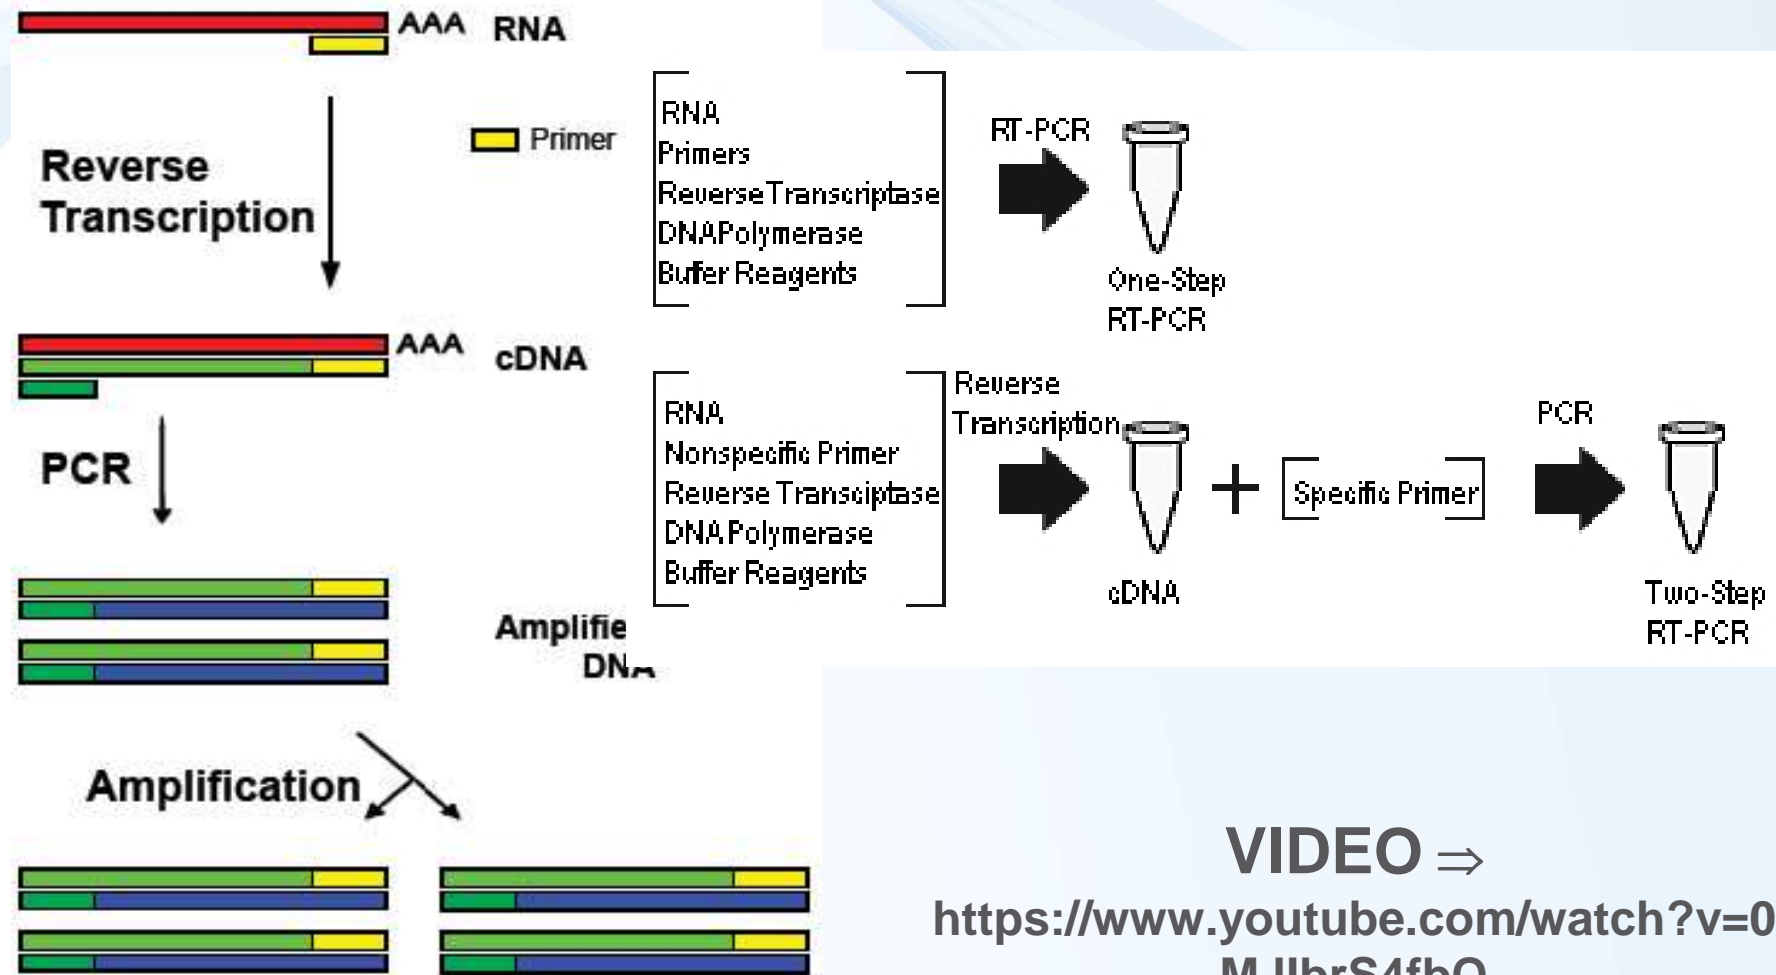 AAA RNA
Reverse
Transcription
Primer
AAA cDNA
PCR
Amplifie
DN
Amplification
RNA
Primers
ReverseTranscriptase
DNAPolymerase
Buffer Reagents
RT-PCR
One-Step
RT-PCR
RNA
Nonspecific Primer
Reverse Transciptase
DNA Polymerase
Buffer Reagents
Reverse
Transcription
cDNA
+
Specific Primer
PCR
Two-Step
RT-PCR
VIDEO ⇒
https://www.youtube.com/watch?v=0